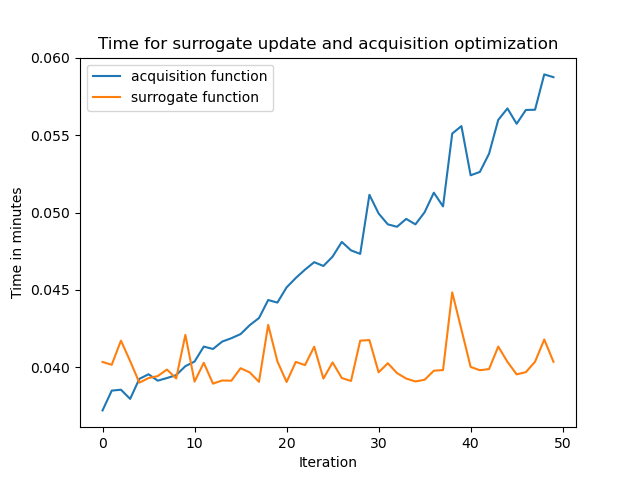 Time for surrogate update and acquisition optimization
acquisition function
surrogate function
0.060
0.055
0.050
0.045
0.040
Time in minutes
0 10 20 30 40 50
Iteration